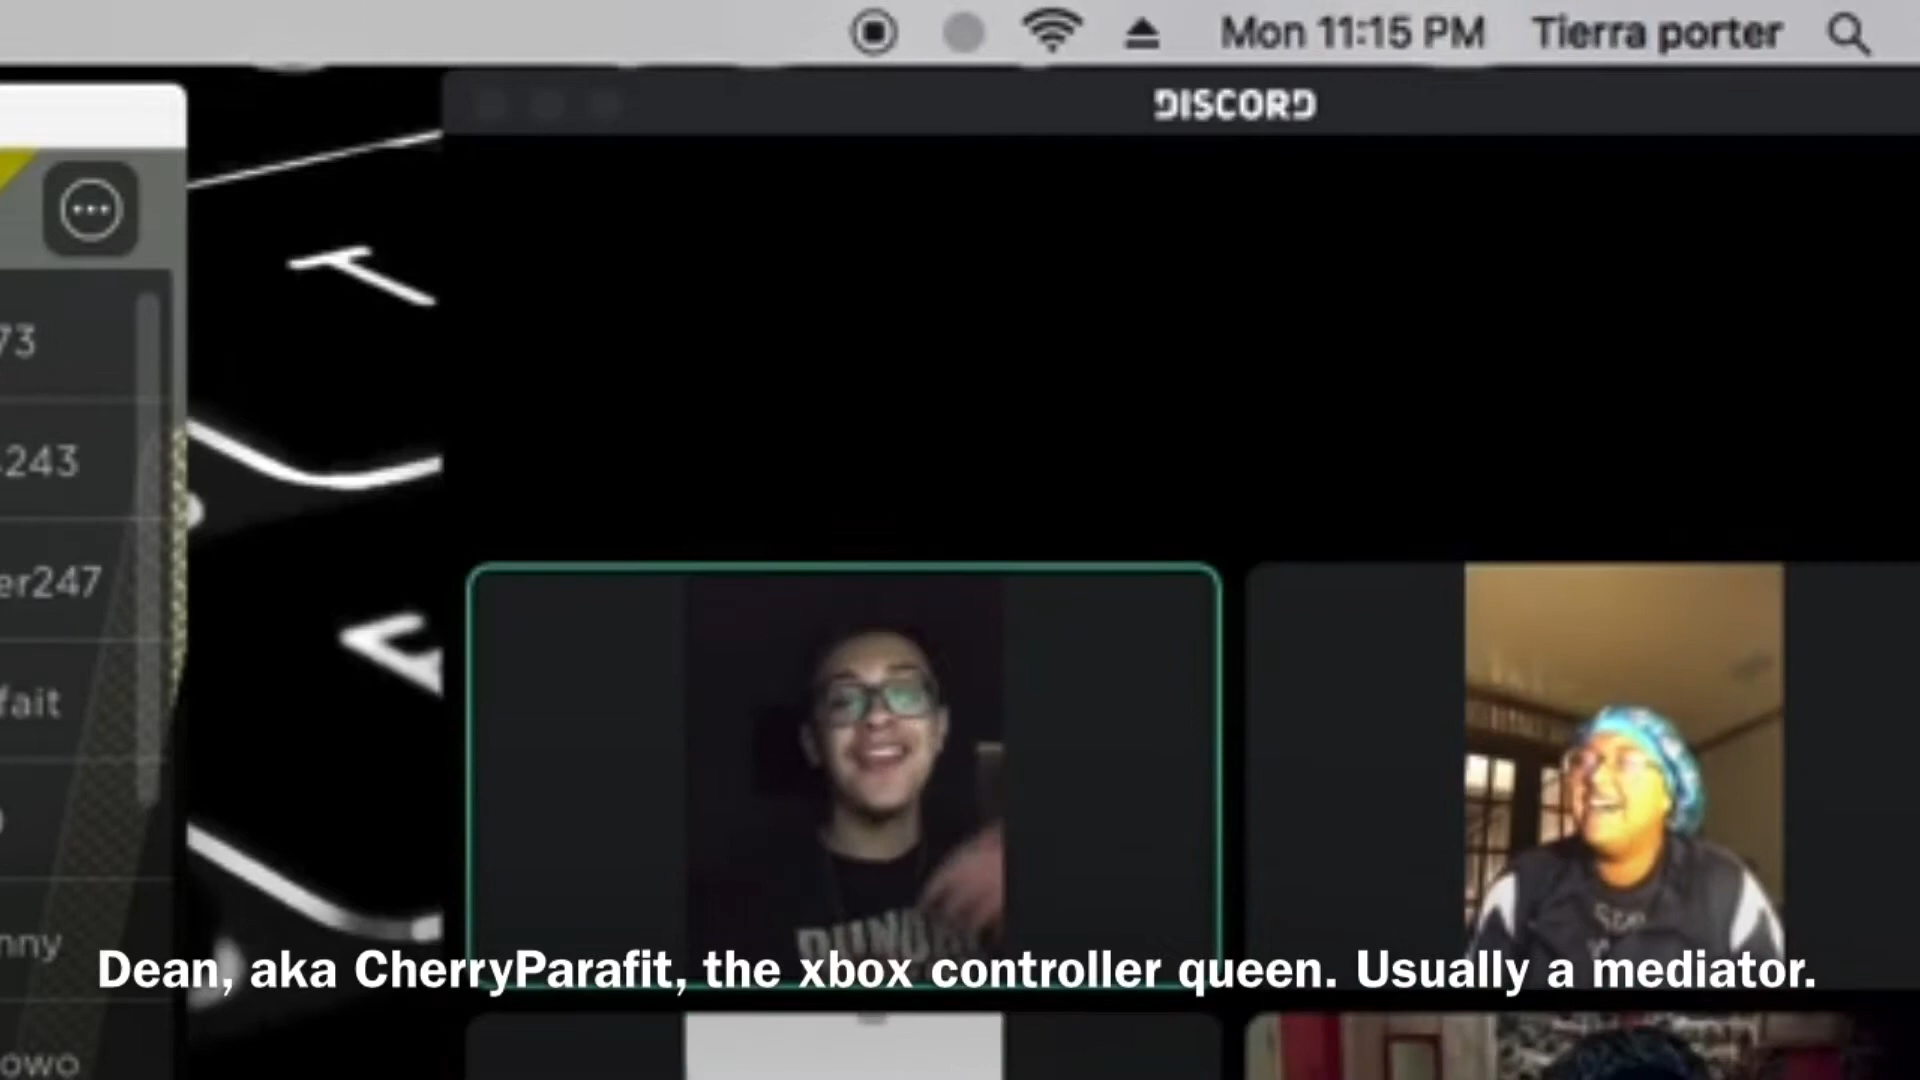 Mon 11:15 PM Tierra porter
DISCORD
73
243
er247
fait
nny
owo
Dean, aka CherryParafit, the xbox controller queen. Usually a mediator.